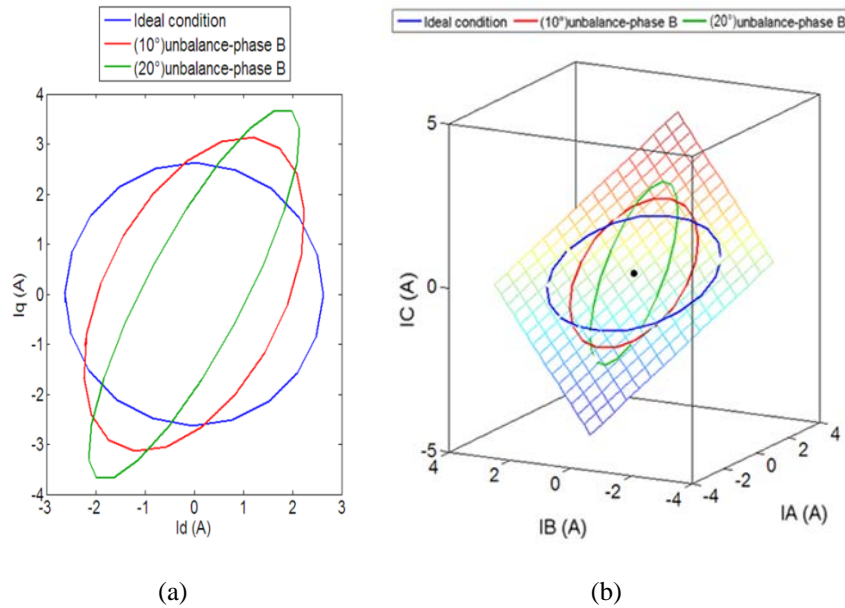 Ideal condition
(10°)unbalance-phase B
(20°)unbalance-phase B
4
3
2
1
0
-1
-2
-3
-4
-3 -2 -1 0 1 2 3
Iq (A)
Id (A)
(a)
Ideal condition (10°)unbalance-phase B (20°)unbalance-phase B
5
0
-5
IC (A)
4 2 0 -2 -4
IB (A)
-4 -2 0 2 4
IA (A)
(b)